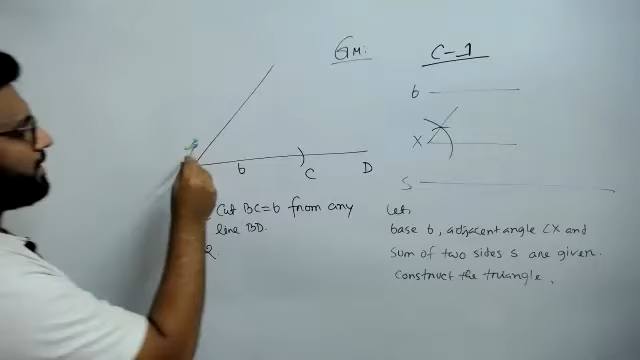 Gm:
C-1
b
X
S
b
C
D
Cut BC=b from any
line BD.
2
Let,
base b, adjacent angle ∠X and
sum of two sides s are given.
Construct the triangle.